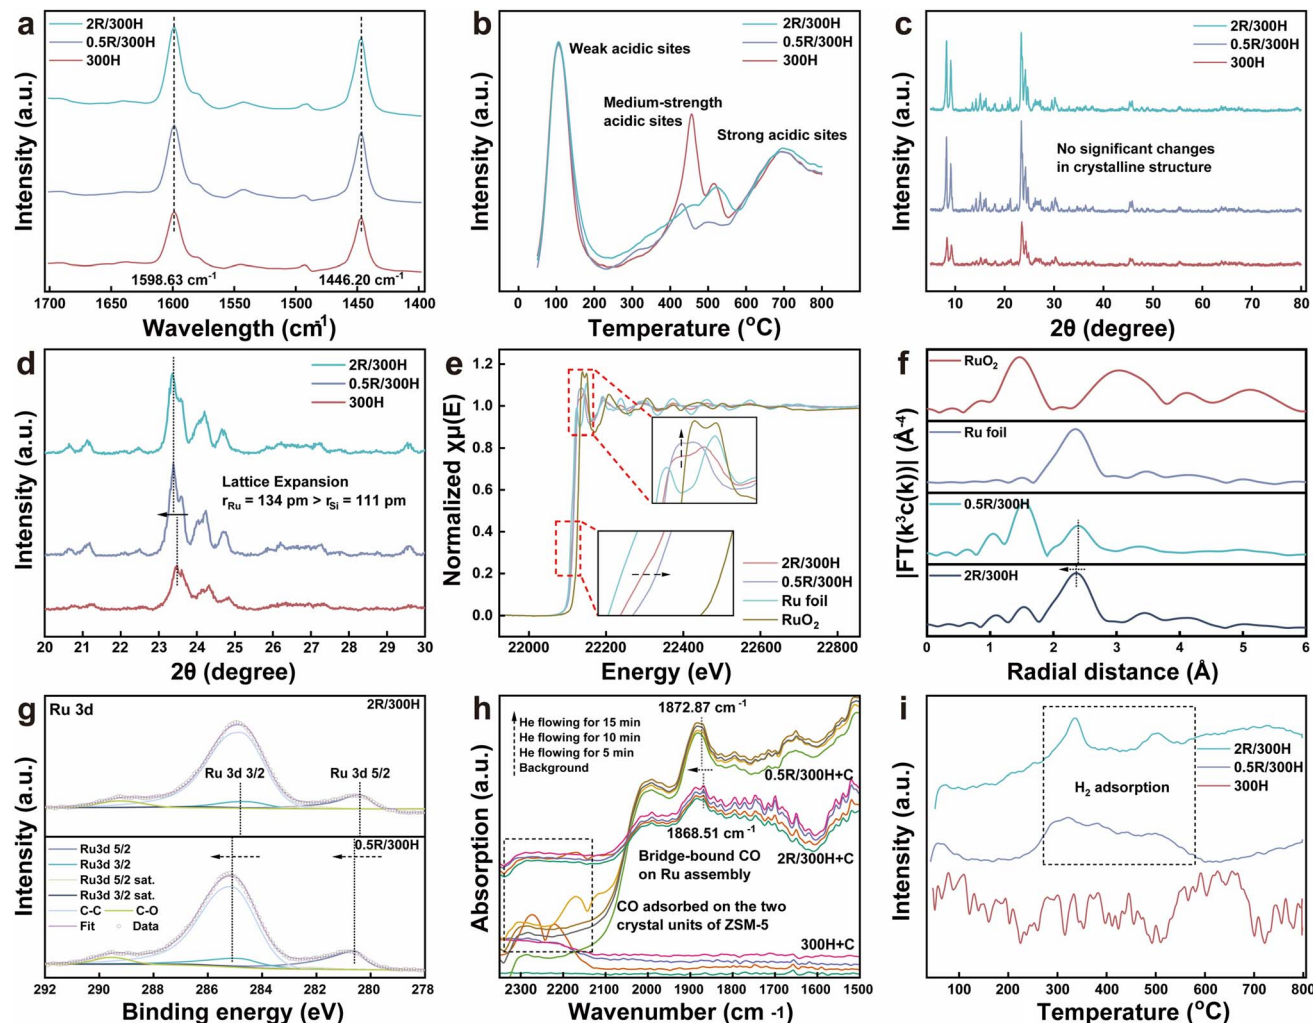 a
2R/300H
0.5R/300H
300H
1598.63 cm-1
1446.20 cm-1
1700 1650 1600 1550 1500 1450 1400
Wavelength (cm-1)
Intensity (a.u.)
b
2R/300H
0.5R/300H
300H
Weak acidic sites
Medium-strength
acidic sites
Strong acidic sites
0 100 200 300 400 500 600 700 800
Temperature (oC)
Intensity (a.u.)
c
2R/300H
0.5R/300H
300H
No significant changes
in crystalline structure
10 20 30 40 50 60 70 80
2θ (degree)
Intensity (a.u.)
d
2R/300H
0.5R/300H
300H
Lattice Expansion
rRu = 134 pm > rSi = 111 pm
20 21 22 23 24 25 26 27 28 29 30
2θ (degree)
Intensity (a.u.)
e
1.2
1.0
0.8
0.6
0.4
0.2
0.0
2R/300H
0.5R/300H
Ru foil
RuO2
22000 22200 22400 22600 22800
Energy (eV)
Normalized χμ(E)
f
RuO2
Ru foil
0.5R/300H
2R/300H
0 1 2 3 4 5 6
Radial distance (Å)
|FT(k3c(k))| (Å-4)
g
Ru 3d
2R/300H
Ru 3d 3/2
Ru 3d 5/2
0.5R/300H
Ru3d 5/2
Ru3d 3/2
Ru3d 5/2 sat.
Ru3d 3/2 sat.
C-C C-O
Fit Data
292 290 288 286 284 282 280 278
Binding energy (eV)
Intensity (a.u.)
h
He flowing for 15 min
He flowing for 10 min
He flowing for 5 min
Background
1872.87 cm-1
0.5R/300H+C
1868.51 cm-1
2R/300H+C
Bridge-bound CO
on Ru assembly
CO adsorbed on the two
crystal units of ZSM-5
300H+C
2300 2200 2100 2000 1900 1800 1700 1600 1500
Wavenumber (cm -1)
Absorption (a.u.)
i
2R/300H
0.5R/300H
300H
H2 adsorption
100 200 300 400 500 600 700 800
Temperature (oC)
Intensity (a.u.)